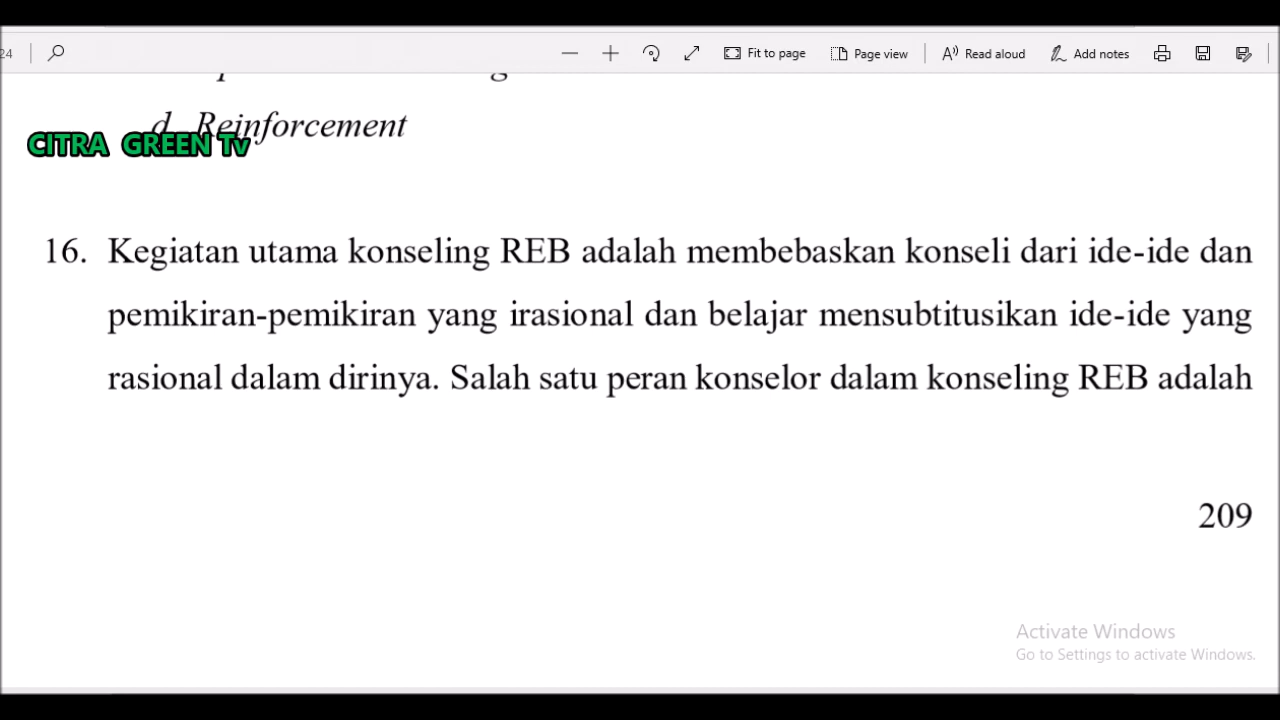 24
Fit to page
Page view
Read aloud
Add notes
d. Reinforcement
CITRA GREEN Tv
16. Kegiatan utama konseling REB adalah membebaskan konseli dari ide-ide dan
pemikiran-pemikiran yang irasional dan belajar mensubtitusikan ide-ide yang
rasional dalam dirinya. Salah satu peran konselor dalam konseling REB adalah
209
Activate Windows
Go to Settings to activate Windows.